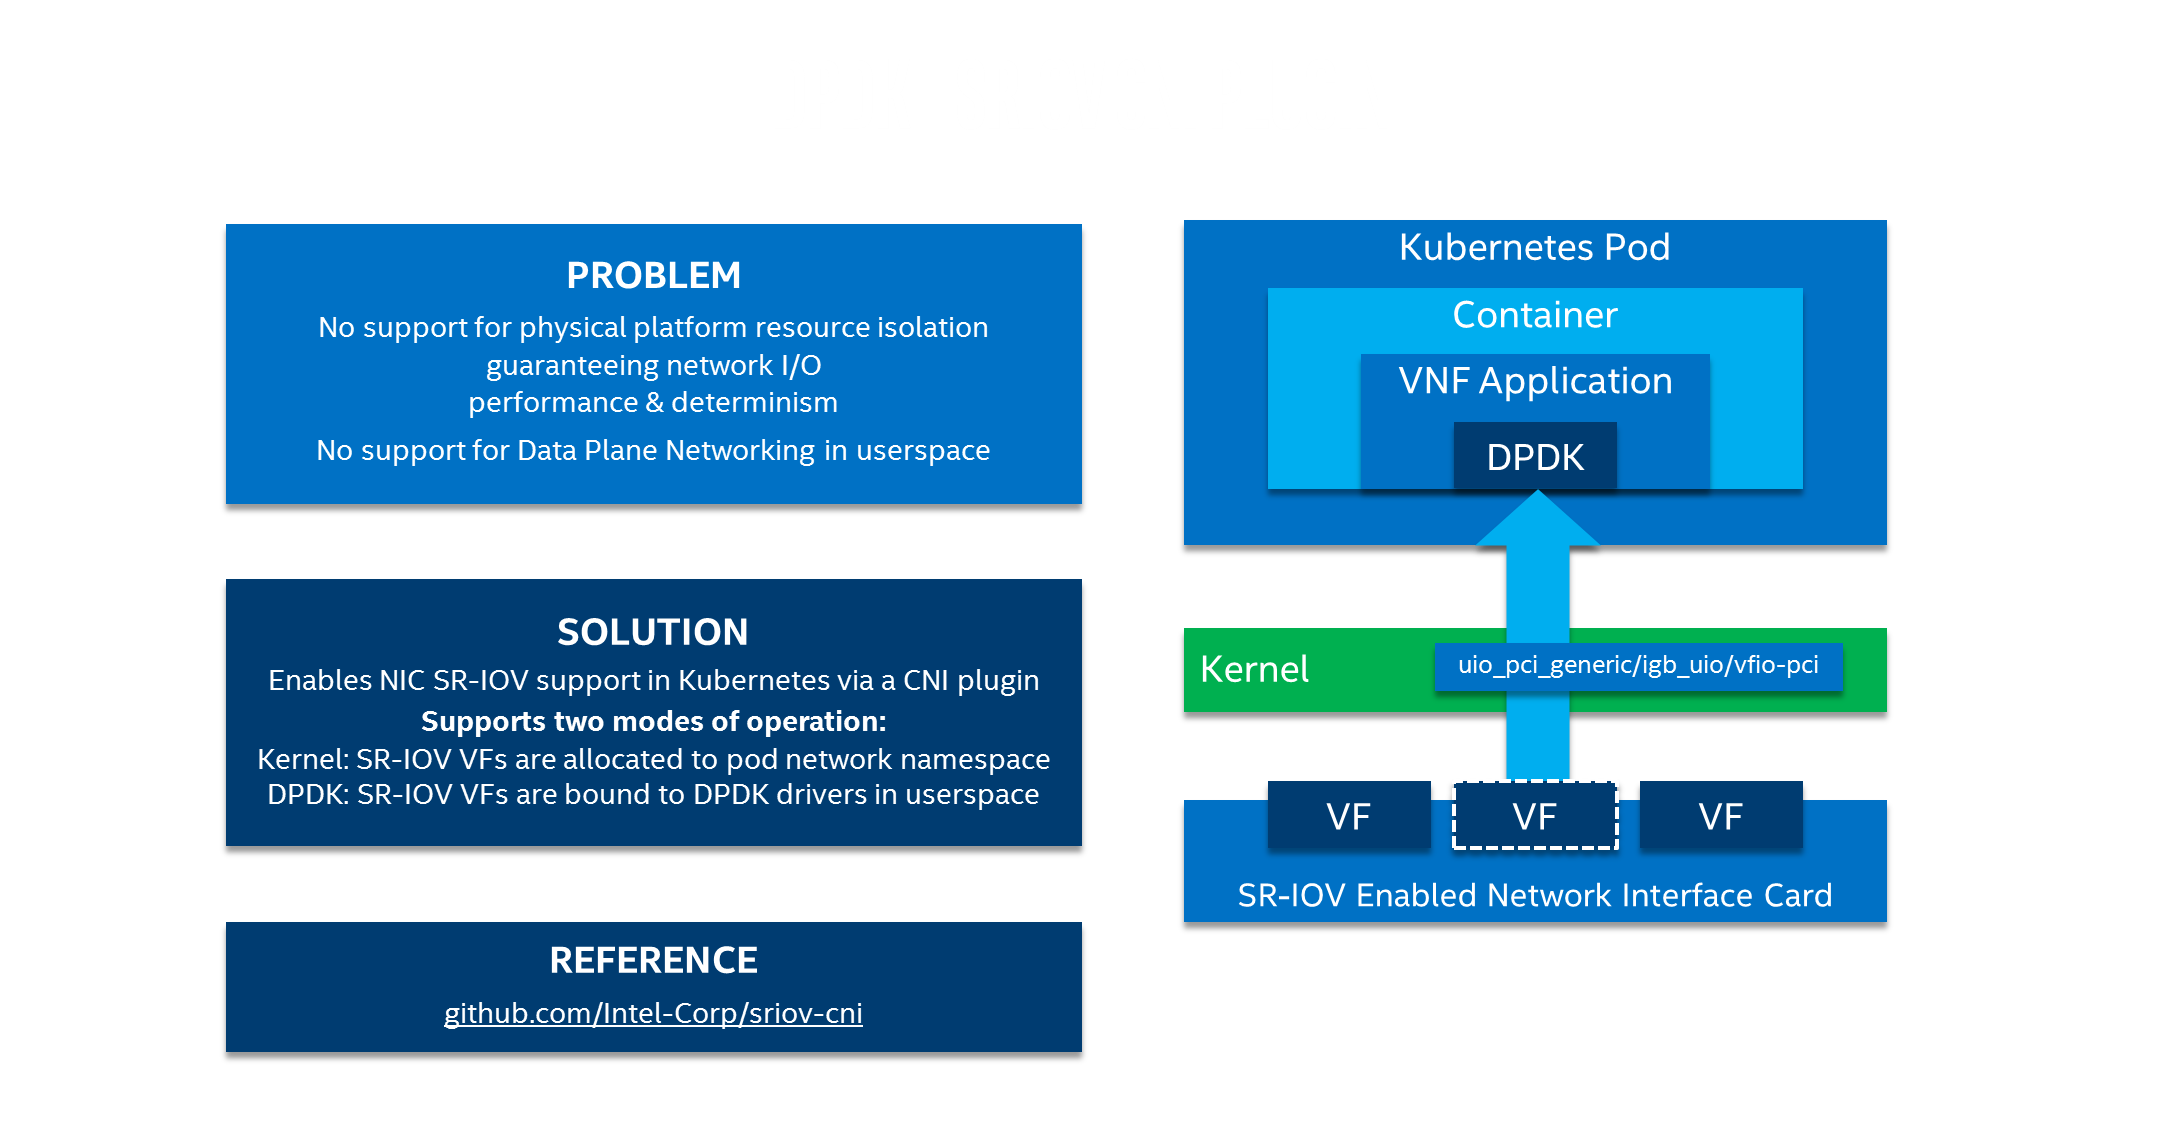 PROBLEM
No support for physical platform resource isolation
guaranteeing network I/O
performance & determinism
No support for Data Plane Networking in userspace
SOLUTION
Enables NIC SR-IOV support in Kubernetes via a CNI plugin
Supports two modes of operation:
Kernel: SR-IOV VFs are allocated to pod network namespace
DPDK: SR-IOV VFs are bound to DPDK drivers in userspace
REFERENCE
github.com/Intel-Corp/sriov-cni
Kubernetes Pod
Container
VNF Application
DPDK
Kernel
uio_pci_generic/igb_uio/vfio-pci
VF
VF
VF
SR-IOV Enabled Network Interface Card